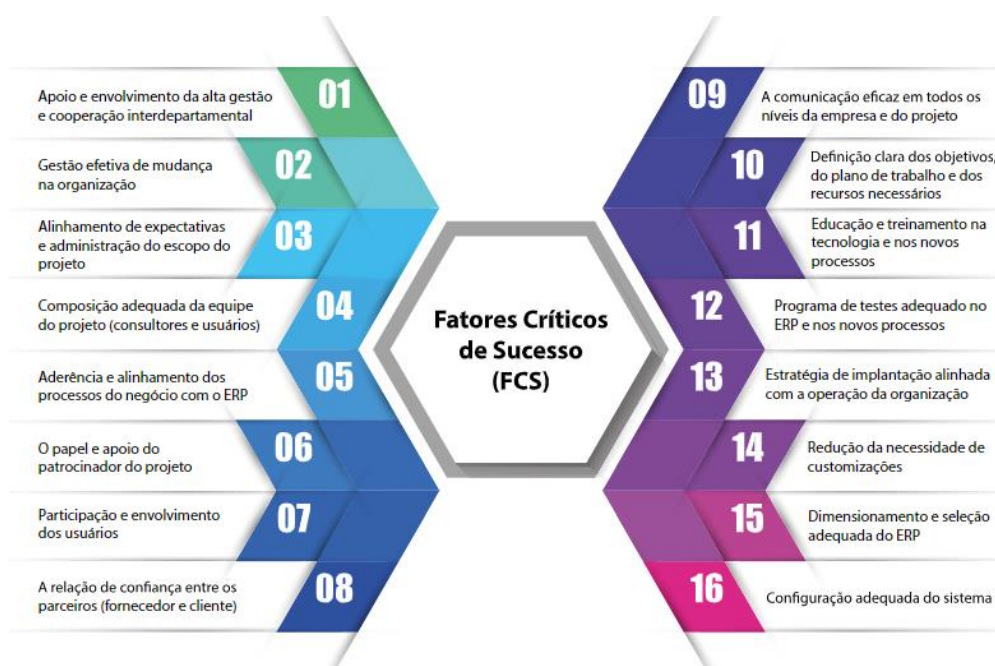 01
Apoio e envolvimento da alta gestão
e cooperação interdepartamental
02
Gestão efetiva de mudança
na organização
03
Alinhamento de expectativas
e administração do escopo do
projeto
04
Composição adequada da equipe
do projeto (consultores e usuários)
05
Aderência e alinhamento dos
processos do negócio com o ERP
06
O papel e apoio do
patrocinador do projeto
07
Participação e envolvimento
dos usuários
08
A relação de confiança entre os
parceiros (fornecedor e cliente)
Fatores Críticos
de Sucesso
(FCS)
09
A comunicação eficaz em todos os
níveis da empresa e do projeto
10
Definição clara dos objetivos,
do plano de trabalho e dos
recursos necessários
11
Educação e treinamento na
tecnologia e nos novos
processos
12
Programa de testes adequado no
ERP e nos novos processos
13
Estratégia de implantação alinhada
com a operação da organização
14
Redução da necessidade de
customizações
15
Dimensionamento e seleção
adequada do ERP
16
Configuração adequada do sistema